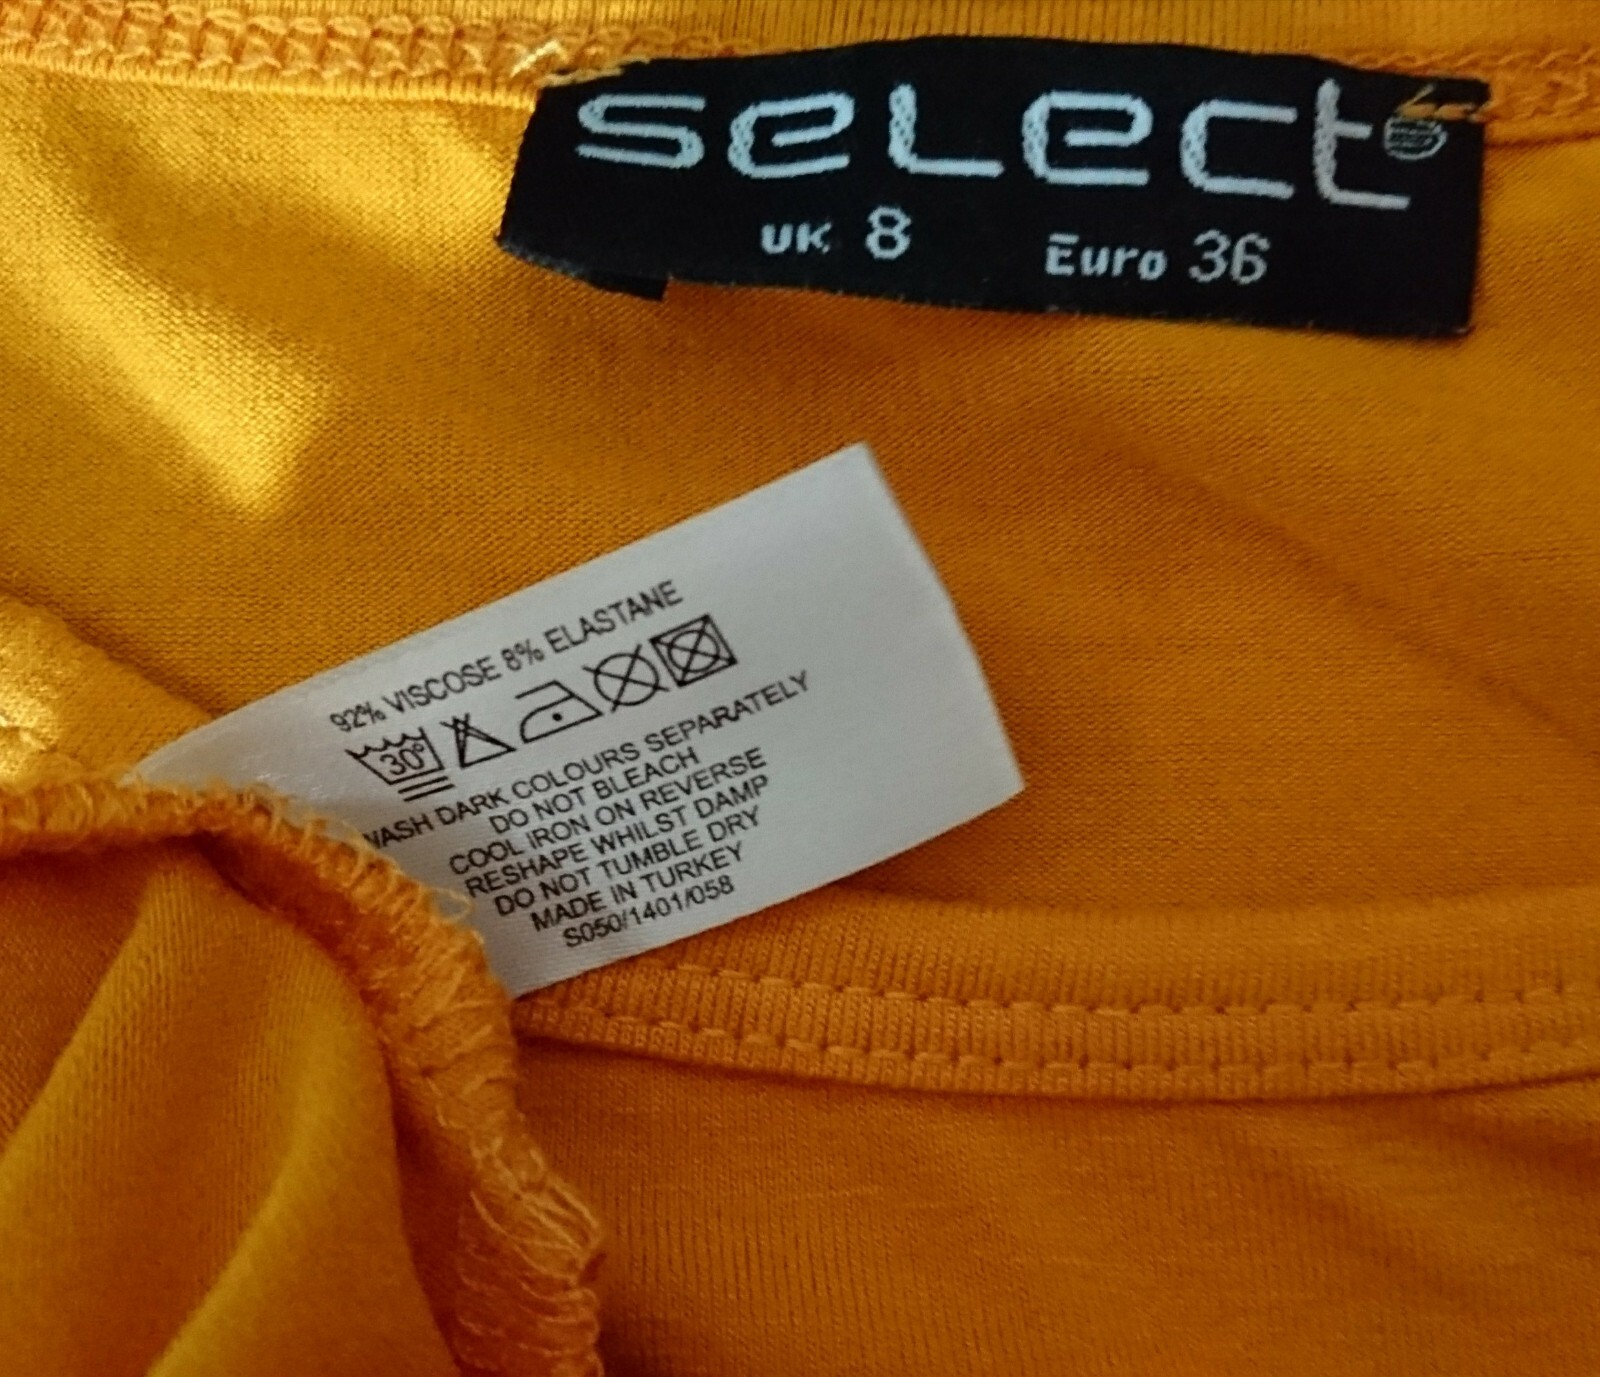 select
UK 8 Euro 36
92% VISCOSE 8% ELASTANE
30°
WASH DARK COLOURS SEPARATELY
DO NOT BLEACH
COOL IRON ON REVERSE
RESHAPE WHILST DAMP
DO NOT TUMBLE DRY
MADE IN TURKEY
S050/1401/058